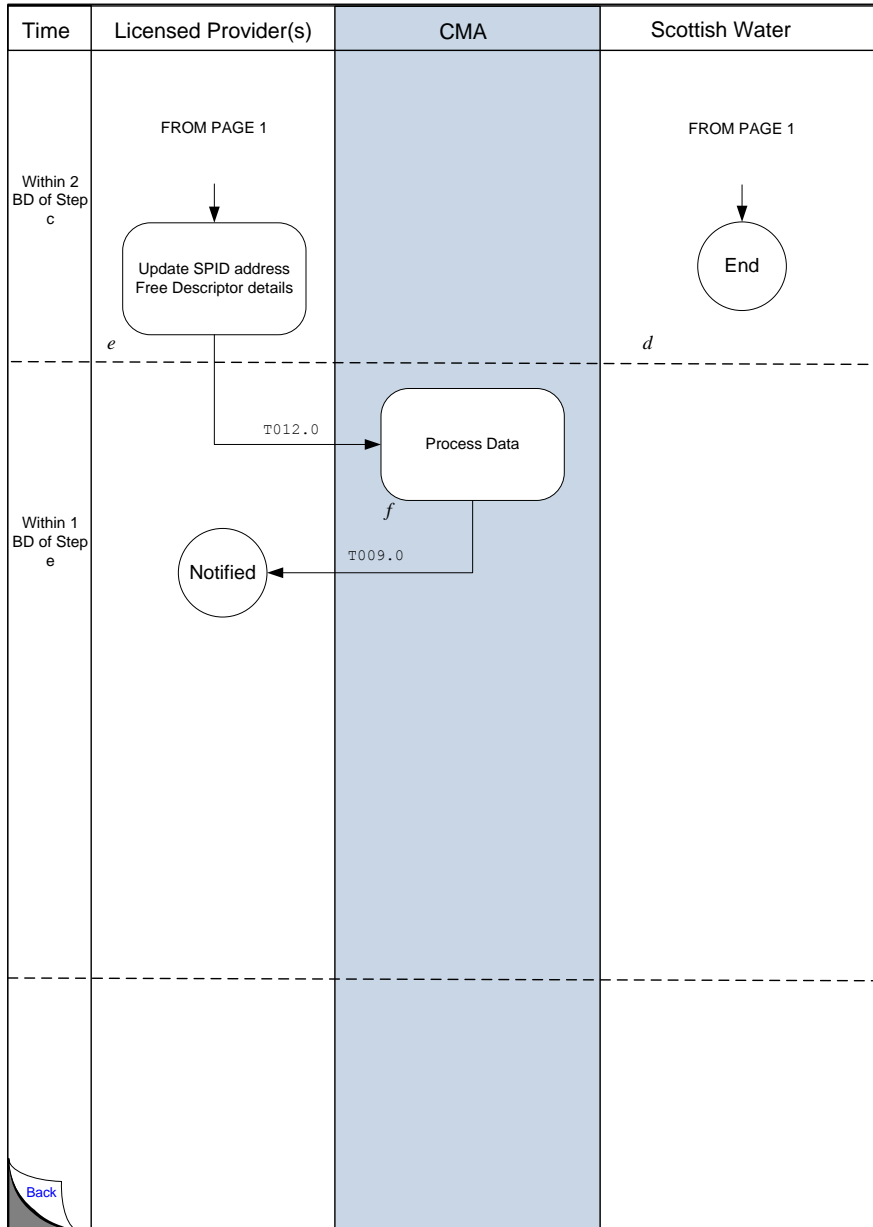 Time
Licensed Provider(s)
CMA
Scottish Water
FROM PAGE 1
FROM PAGE 1
Within 2
BD of Step
c
Update SPID address
Free Descriptor details
End
e
d
T012.0
Process Data
f
Within 1
BD of Step
e
T009.0
Notified
Back